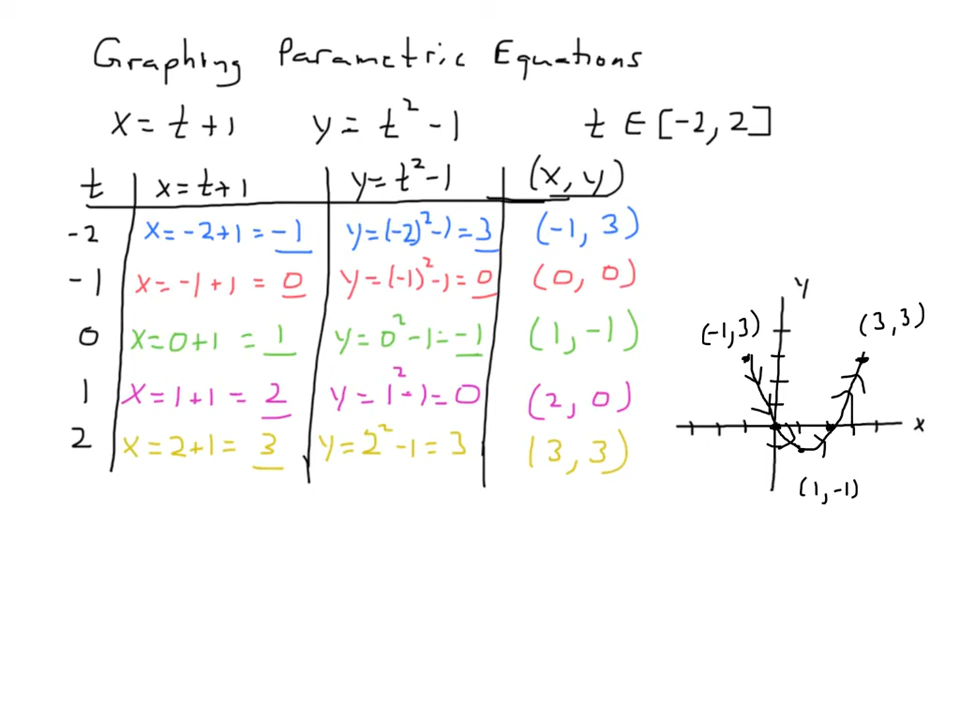 Graphing Parametric Equations
x = t + 1 y = t² - 1 t ∈ [-2, 2]
t x = t + 1 y = t² - 1 (x, y)
-2 x = -2 + 1 = -1 y = (-2)² - 1 = 3 (-1, 3)
-1 x = -1 + 1 = 0 y = (-1)² - 1 = 0 (0, 0)
0 x = 0 + 1 = 1 y = 0² - 1 = -1 (1, -1)
1 x = 1 + 1 = 2 y = 1² - 1 = 0 (2, 0)
2 x = 2 + 1 = 3 y = 2² - 1 = 3 (3, 3)
y
(-1, 3) (3, 3)
x
(1, -1)